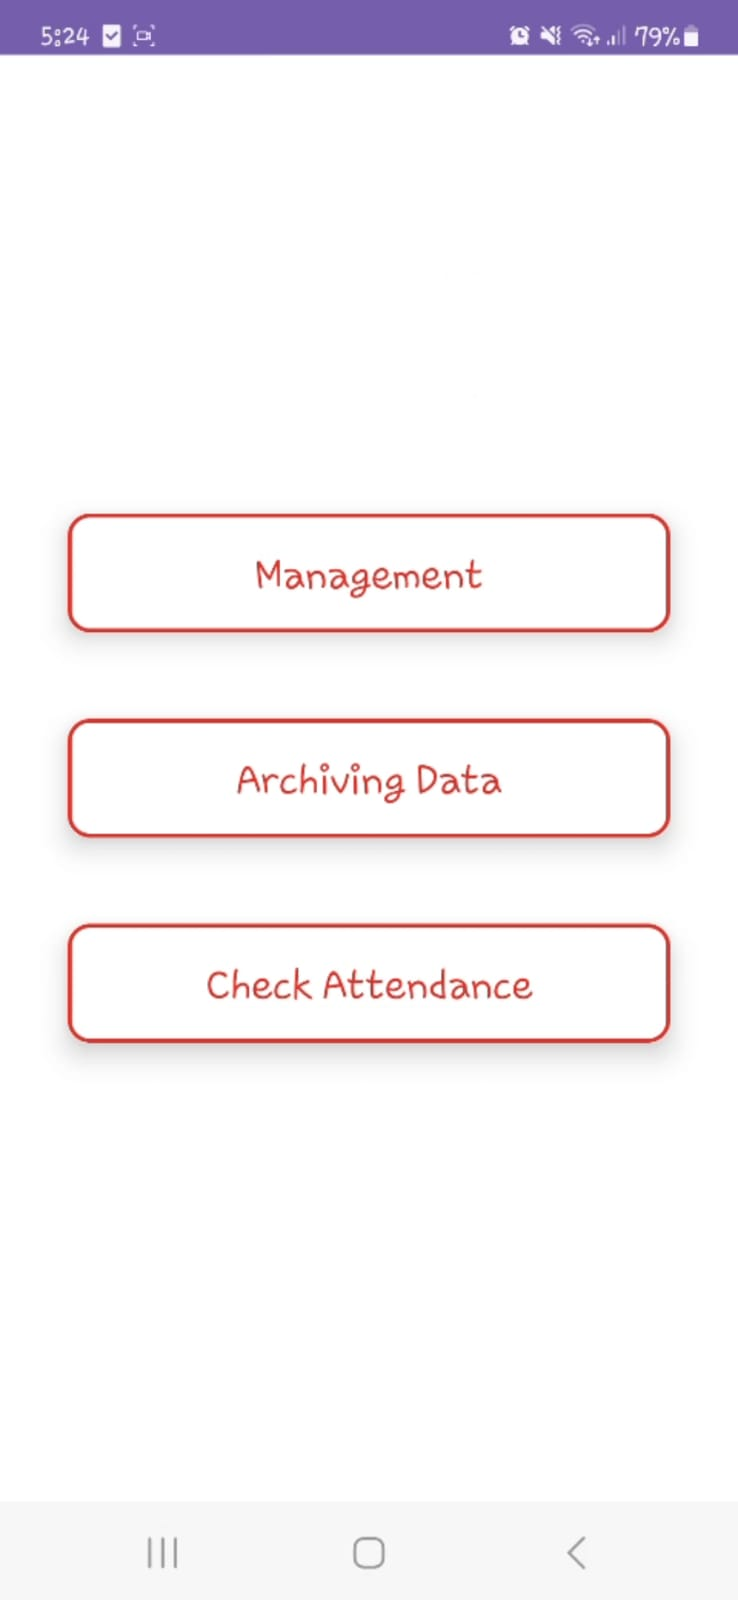 5:24 79%
Management
Archiving Data
Check Attendance